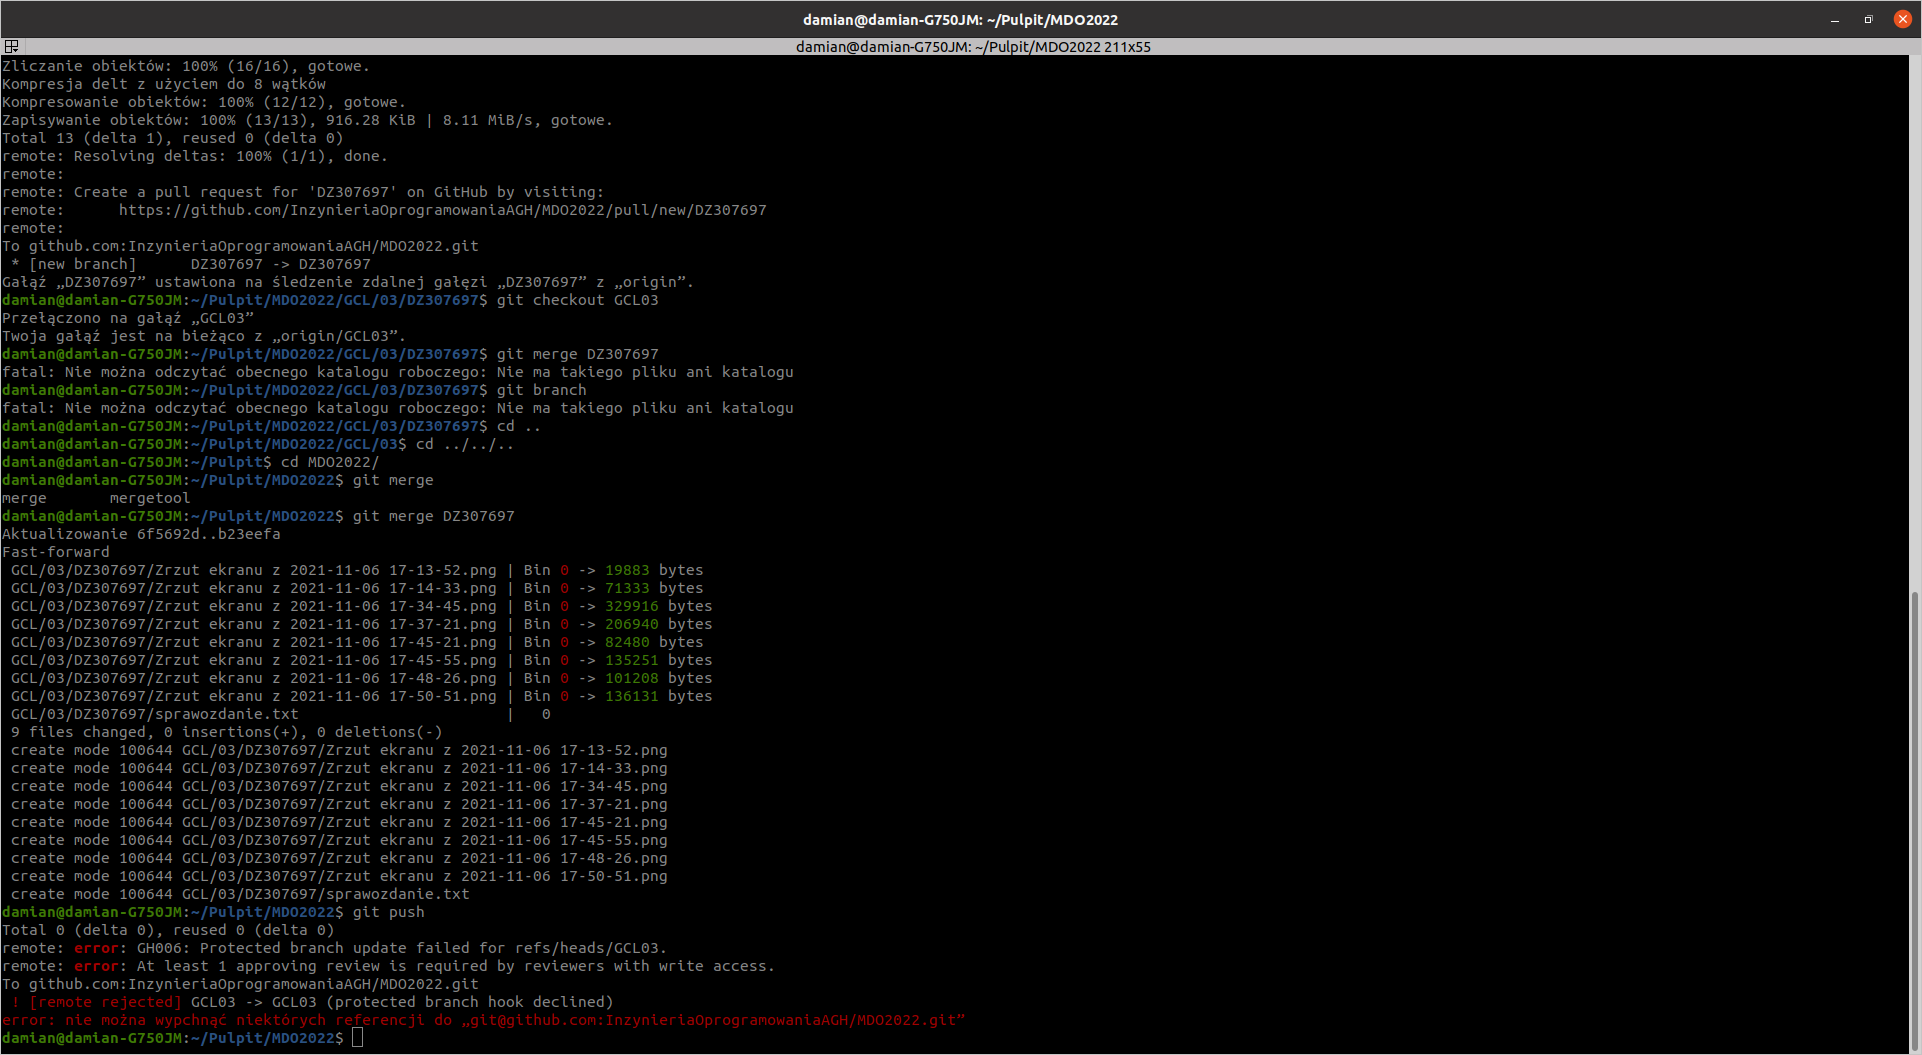 damian@damian-G750JM: ~/Pulpit/MDO2022
damian@damian-G750JM: ~/Pulpit/MDO2022 211x55
Zliczanie obiektów: 100% (16/16), gotowe.
Kompresja delt z użyciem do 8 wątków
Kompresowanie obiektów: 100% (12/12), gotowe.
Zapisywanie obiektów: 100% (13/13), 916.28 KiB | 8.11 MiB/s, gotowe.
Total 13 (delta 1), reused 0 (delta 0)
remote: Resolving deltas: 100% (1/1), done.
remote:
remote: Create a pull request for 'DZ307697' on GitHub by visiting:
remote:      https://github.com/InzynieriaOprogramowaniaAGH/MDO2022/pull/new/DZ307697
remote:
To github.com:InzynieriaOprogramowaniaAGH/MDO2022.git
 * [new branch]      DZ307697 -> DZ307697
Gałąź „DZ307697” ustawiona na śledzenie zdalnej gałęzi „DZ307697” z „origin”.
damian@damian-G750JM:~/Pulpit/MDO2022/GCL/03/DZ307697$ git checkout GCL03
Przełączono na gałąź „GCL03”
Twoja gałąź jest na bieżąco z „origin/GCL03”.
damian@damian-G750JM:~/Pulpit/MDO2022/GCL/03/DZ307697$ git merge DZ307697
fatal: Nie można odczytać obecnego katalogu roboczego: Nie ma takiego pliku ani katalogu
damian@damian-G750JM:~/Pulpit/MDO2022/GCL/03/DZ307697$ git branch
fatal: Nie można odczytać obecnego katalogu roboczego: Nie ma takiego pliku ani katalogu
damian@damian-G750JM:~/Pulpit/MDO2022/GCL/03/DZ307697$ cd ..
damian@damian-G750JM:~/Pulpit/MDO2022/GCL/03$ cd ../../..
damian@damian-G750JM:~/Pulpit$ cd MDO2022/
damian@damian-G750JM:~/Pulpit/MDO2022$ git merge
merge       mergetool
damian@damian-G750JM:~/Pulpit/MDO2022$ git merge DZ307697
Aktualizowanie 6f5692d..b23eefa
Fast-forward
 GCL/03/DZ307697/Zrzut ekranu z 2021-11-06 17-13-52.png | Bin 0 -> 19883 bytes
 GCL/03/DZ307697/Zrzut ekranu z 2021-11-06 17-14-33.png | Bin 0 -> 71333 bytes
 GCL/03/DZ307697/Zrzut ekranu z 2021-11-06 17-34-45.png | Bin 0 -> 329916 bytes
 GCL/03/DZ307697/Zrzut ekranu z 2021-11-06 17-37-21.png | Bin 0 -> 206940 bytes
 GCL/03/DZ307697/Zrzut ekranu z 2021-11-06 17-45-21.png | Bin 0 -> 82480 bytes
 GCL/03/DZ307697/Zrzut ekranu z 2021-11-06 17-45-55.png | Bin 0 -> 135251 bytes
 GCL/03/DZ307697/Zrzut ekranu z 2021-11-06 17-48-26.png | Bin 0 -> 101208 bytes
 GCL/03/DZ307697/Zrzut ekranu z 2021-11-06 17-50-51.png | Bin 0 -> 136131 bytes
 GCL/03/DZ307697/sprawozdanie.txt                       |   0
 9 files changed, 0 insertions(+), 0 deletions(-)
 create mode 100644 GCL/03/DZ307697/Zrzut ekranu z 2021-11-06 17-13-52.png
 create mode 100644 GCL/03/DZ307697/Zrzut ekranu z 2021-11-06 17-14-33.png
 create mode 100644 GCL/03/DZ307697/Zrzut ekranu z 2021-11-06 17-34-45.png
 create mode 100644 GCL/03/DZ307697/Zrzut ekranu z 2021-11-06 17-37-21.png
 create mode 100644 GCL/03/DZ307697/Zrzut ekranu z 2021-11-06 17-45-21.png
 create mode 100644 GCL/03/DZ307697/Zrzut ekranu z 2021-11-06 17-45-55.png
 create mode 100644 GCL/03/DZ307697/Zrzut ekranu z 2021-11-06 17-48-26.png
 create mode 100644 GCL/03/DZ307697/Zrzut ekranu z 2021-11-06 17-50-51.png
 create mode 100644 GCL/03/DZ307697/sprawozdanie.txt
damian@damian-G750JM:~/Pulpit/MDO2022$ git push
Total 0 (delta 0), reused 0 (delta 0)
remote: error: GH006: Protected branch update failed for refs/heads/GCL03.
remote: error: At least 1 approving review is required by reviewers with write access.
To github.com:InzynieriaOprogramowaniaAGH/MDO2022.git
 ! [remote rejected] GCL03 -> GCL03 (protected branch hook declined)
error: nie można wypchnąć niektórych referencji do „git@github.com:InzynieriaOprogramowaniaAGH/MDO2022.git”
damian@damian-G750JM:~/Pulpit/MDO2022$